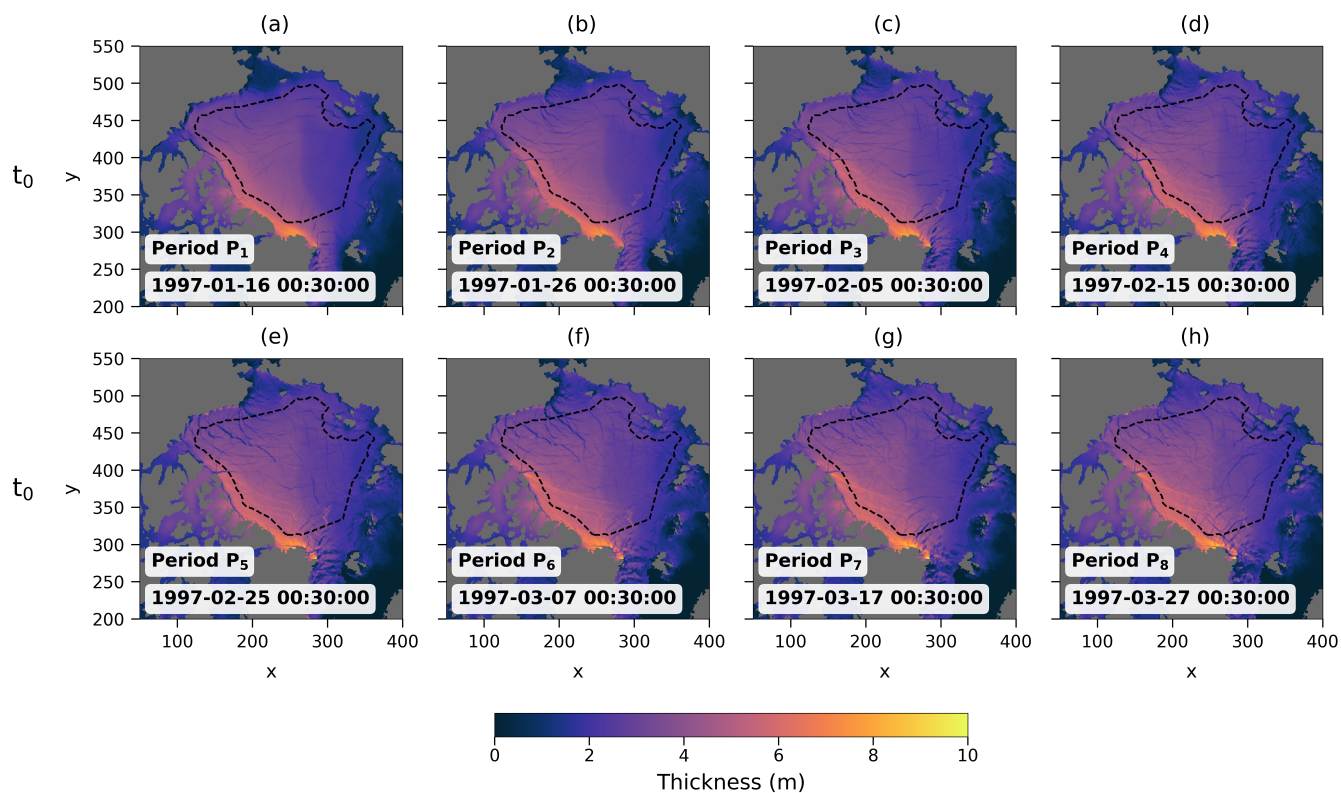 (a) (b) (c) (d)
550
500
450
400
350
300
250
200
y
t0
Period P1
1997-01-16 00:30:00
Period P2
1997-01-26 00:30:00
Period P3
1997-02-05 00:30:00
Period P4
1997-02-15 00:30:00
(e) (f) (g) (h)
550
500
450
400
350
300
250
200
y
t0
Period P5
1997-02-25 00:30:00
Period P6
1997-03-07 00:30:00
Period P7
1997-03-17 00:30:00
Period P8
1997-03-27 00:30:00
100 200 300 400 100 200 300 400 100 200 300 400 100 200 300 400
x x x x
0 2 4 6 8 10
Thickness (m)